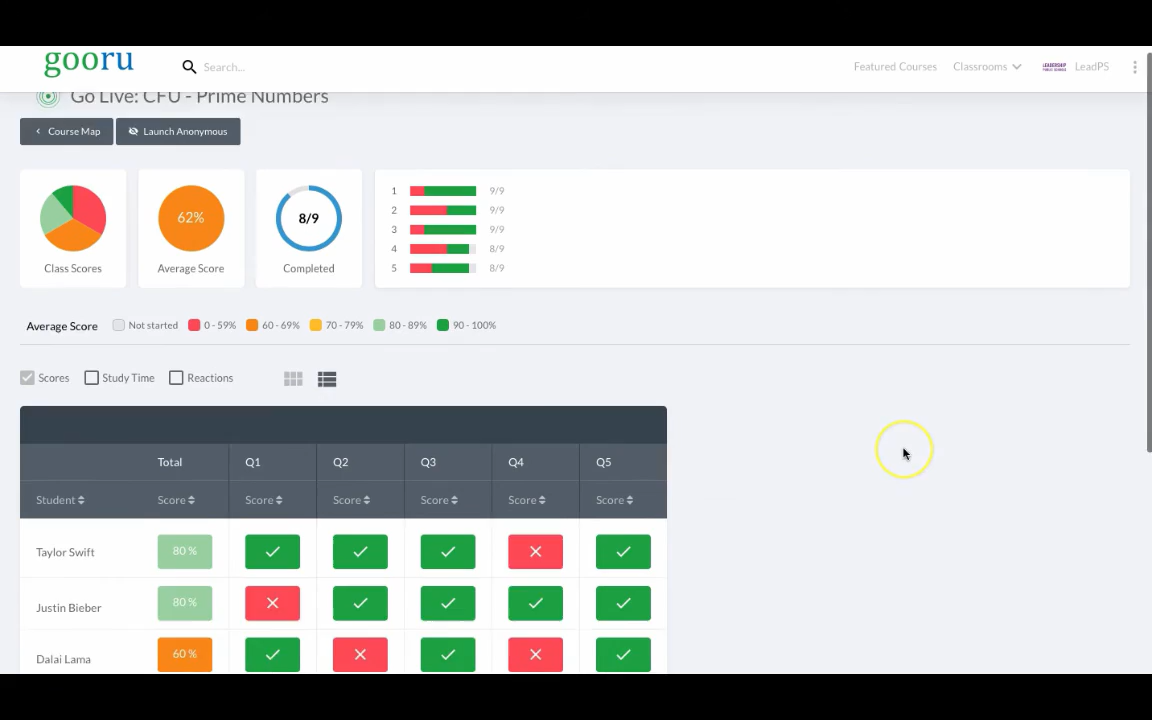 gooru Search... Featured Courses Classrooms LEADERSHIP PUBLIC SCHOOLS LeadPS
Go Live: CFU - Prime Numbers
Course Map Launch Anonymous
1 9/9
2 9/9
3 9/9
4 8/9
5 8/9
62% 8/9
Class Scores Average Score Completed
Average Score Not started 0 - 59% 60 - 69% 70 - 79% 80 - 89% 90 - 100%
Scores Study Time Reactions
Total Q1 Q2 Q3 Q4 Q5
Student Score Score Score Score Score Score
Taylor Swift 80 %
Justin Bieber 80 %
Dalai Lama 60 %